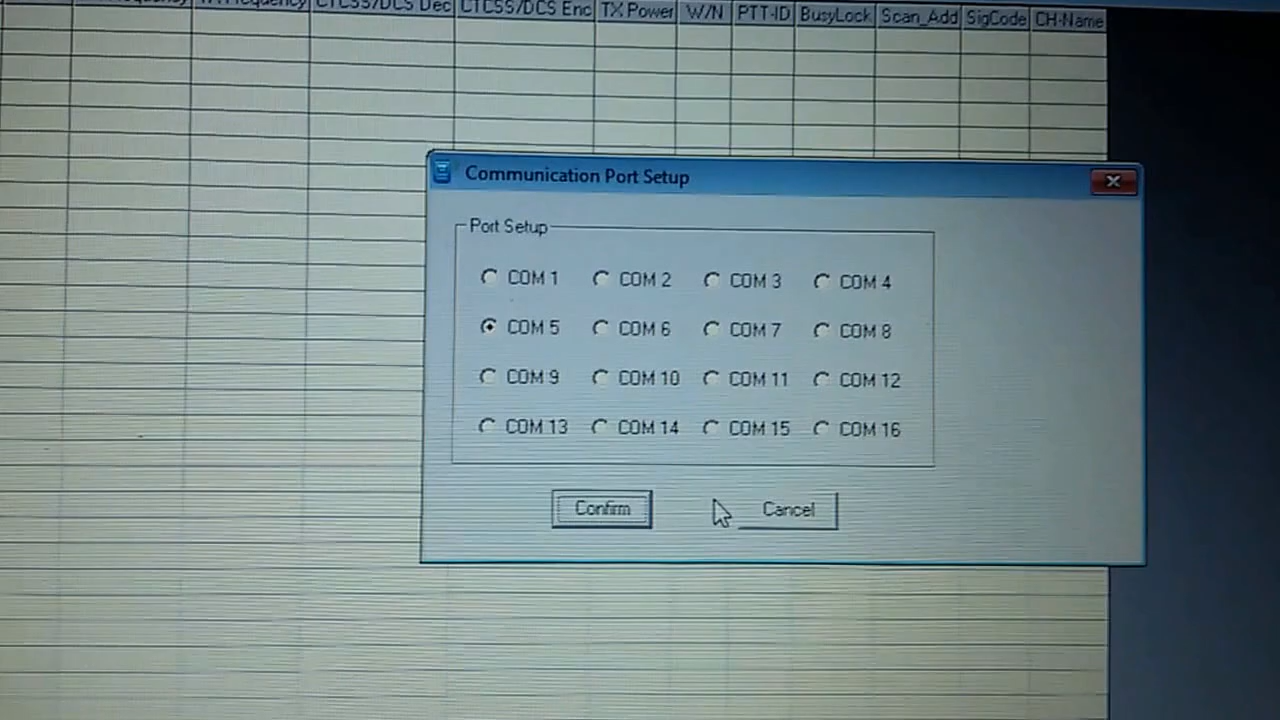 CTCSS/DCS Dec CTCSS/DCS Enc TX Power W/N PTT-ID BusyLock Scan_Add SigCode CH-Name
Communication Port Setup
Port Setup
COM 1 COM 2 COM 3 COM 4
COM 5 COM 6 COM 7 COM 8
COM 9 COM 10 COM 11 COM 12
COM 13 COM 14 COM 15 COM 16
Confirm Cancel